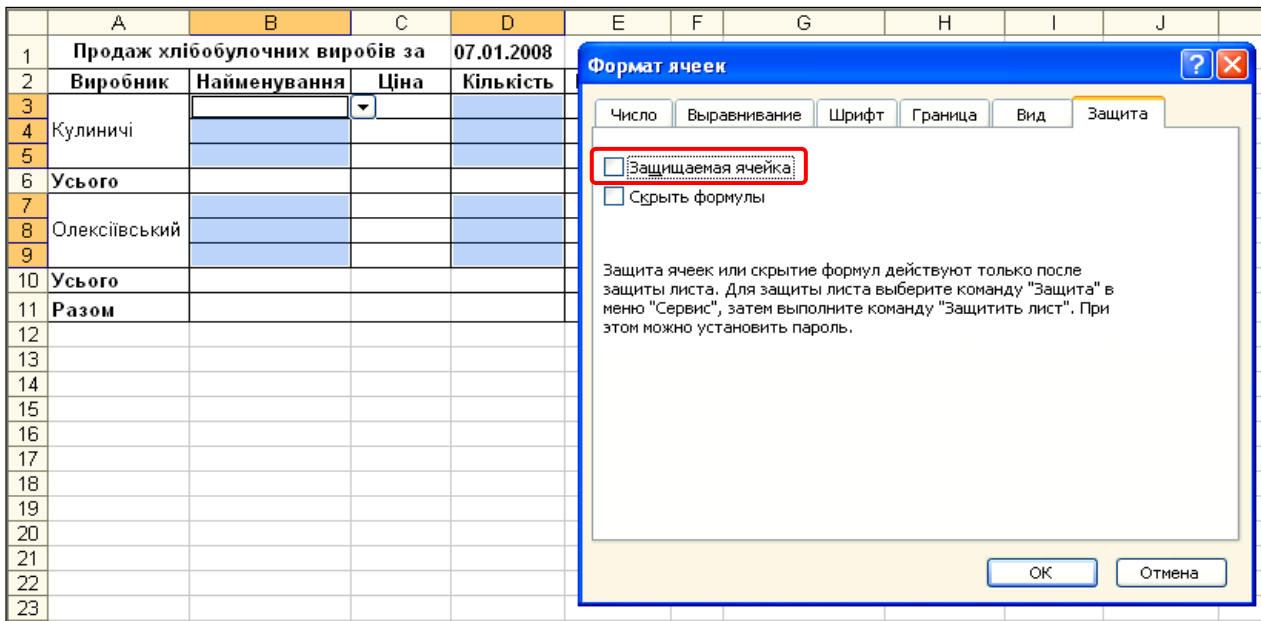 A B C D E F G H I J
1 Продаж хлібобулочних виробів за 07.01.2008
2 Виробник Найменування Ціна Кількість
3
4 Кулиничі
5
6 Усього
7
8 Олексіївський
9
10 Усього
11 Разом
12
13
14
15
16
17
18
19
20
21
22
23
Формат ячеек
Число Выравнивание Шрифт Граница Вид Защита
Защищаемая ячейка
Скрыть формулы
Защита ячеек или скрытие формул действуют только после
защиты листа. Для защиты листа выберите команду "Защита" в
меню "Сервис", затем выполните команду "Защитить лист". При
этом можно установить пароль.
ОК Отмена